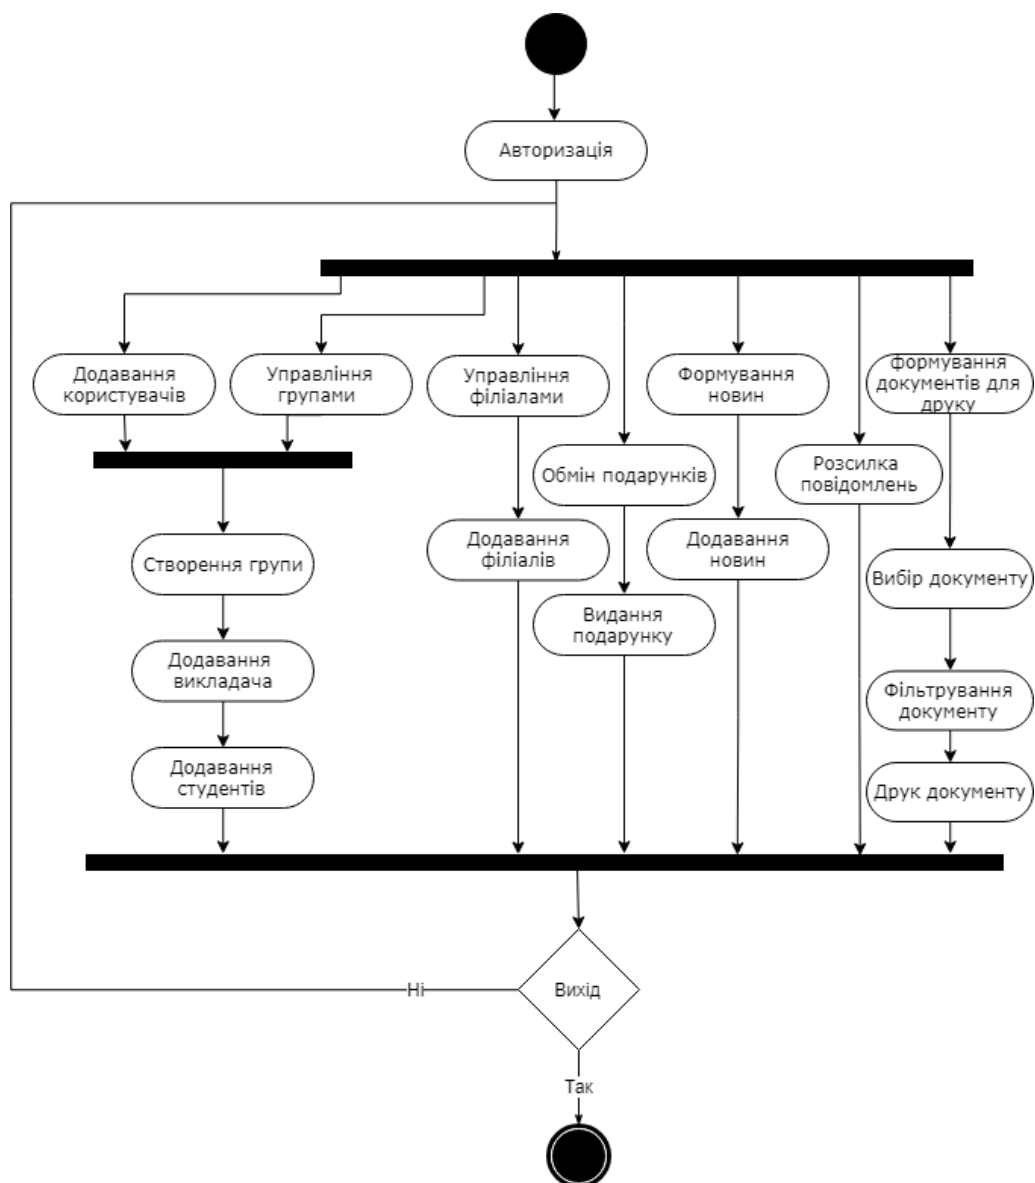 Авторизація
Додавання
користувачів
Управління
групами
Управління
філіалами
Формування
новин
формування
документів для
друку
Обмін подарунків
Розсилка
повідомлень
Створення групи
Додавання
філіалів
Додавання
новин
Вибір документу
Видання
подарунку
Додавання
викладача
Фільтрування
документу
Додавання
студентів
Друк документу
Ні
Вихід
Так